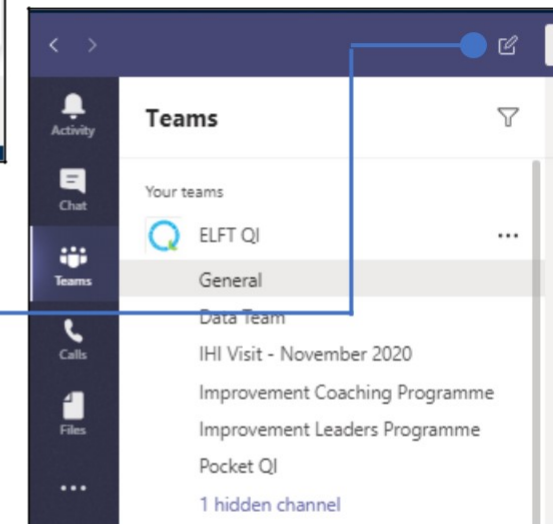 Activity
Chat
Teams
Calls
Files
Teams
Your teams
ELFT QI
General
Data Team
IHI Visit - November 2020
Improvement Coaching Programme
Improvement Leaders Programme
Pocket QI
1 hidden channel